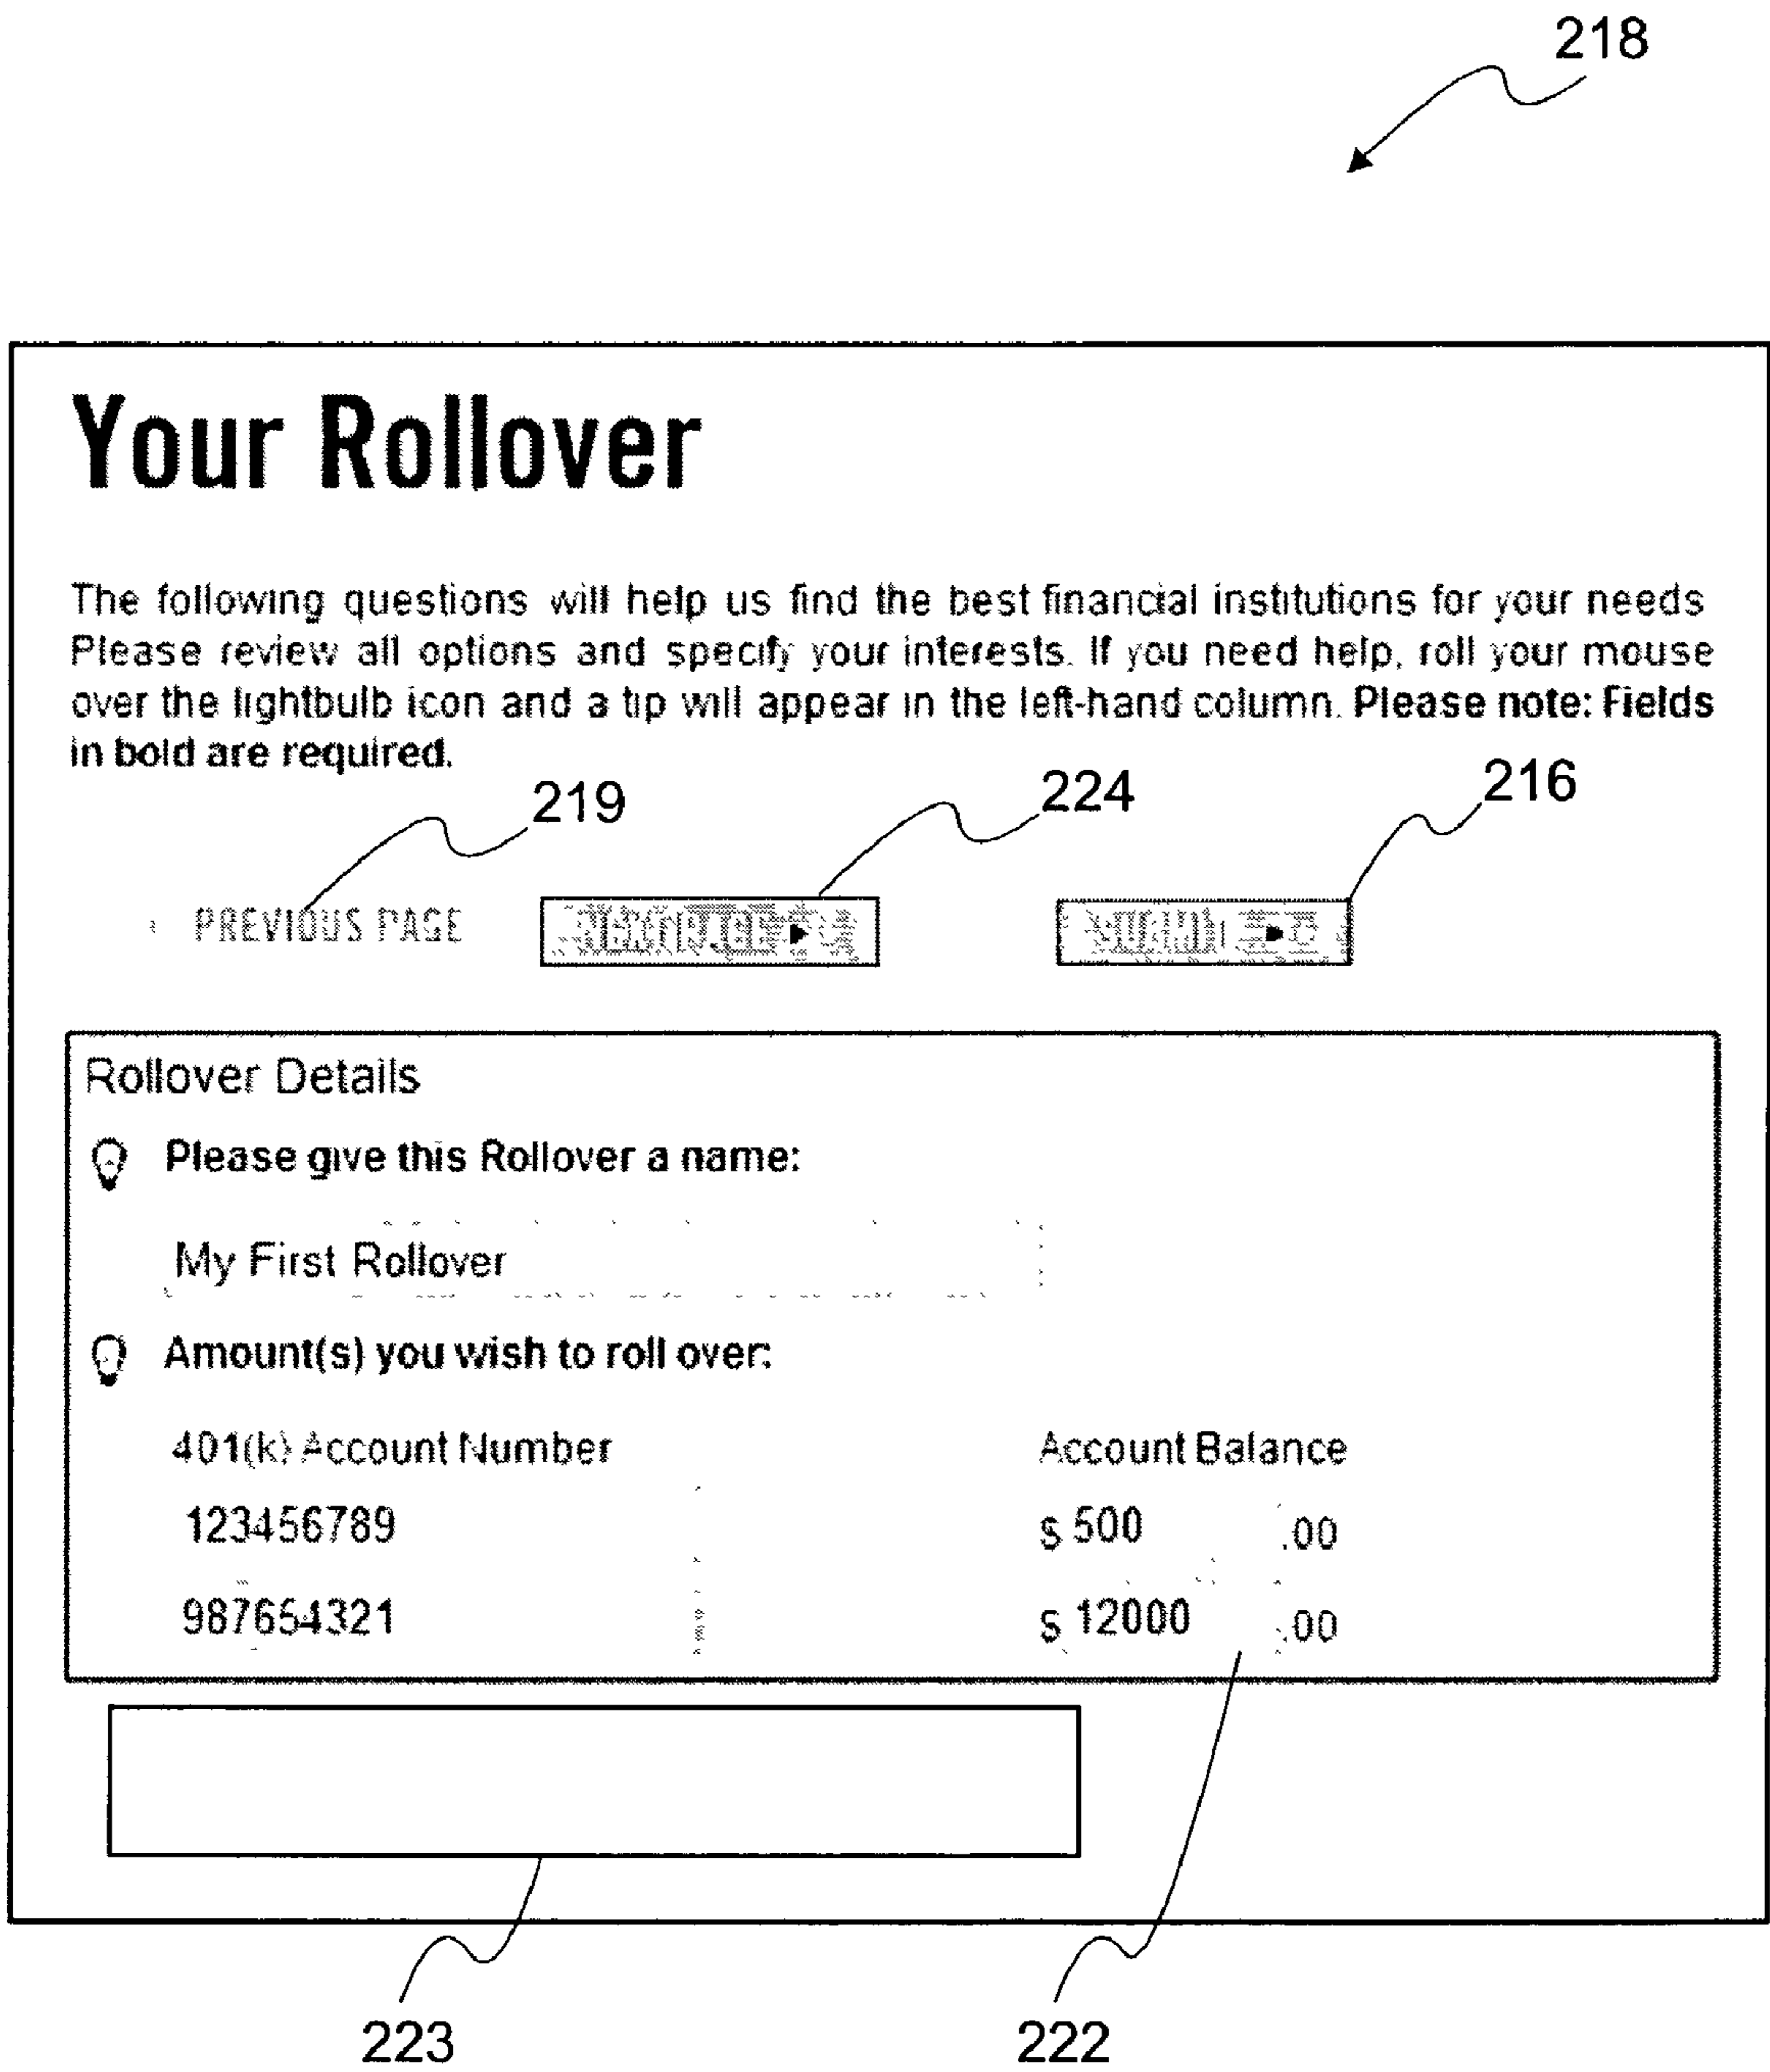 218
Your Rollover
The following questions will help us find the best financial institutions for your needs
Please review all options and specify your interests. If you need help, roll your mouse
over the lightbulb icon and a tip will appear in the left-hand column. Please note: Fields
in bold are required.
219 224 216
PREVIOUS PAGE NEXT PAGE SUBMIT
Rollover Details
Please give this Rollover a name:
My First Rollover
Amount(s) you wish to roll over:
401(k) Account Number Account Balance
123456789 $ 500 .00
987654321 $ 12000 .00
223 222